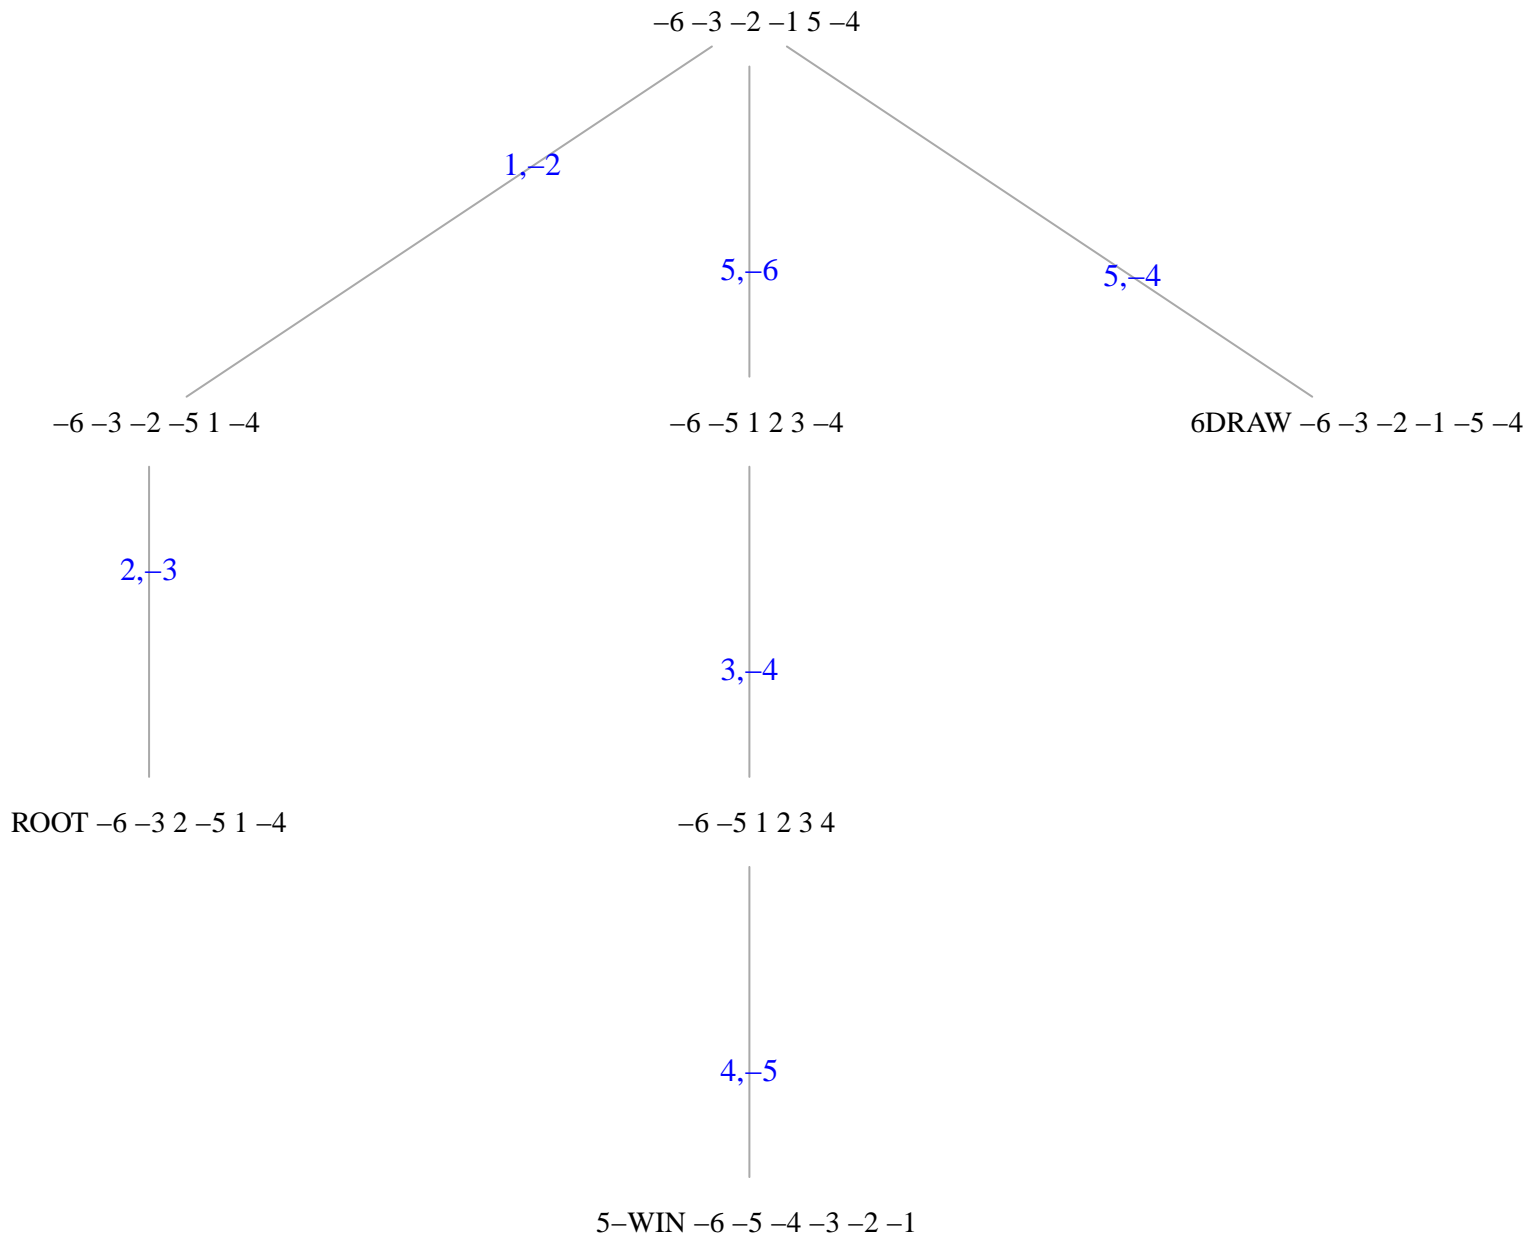 –6 –3 –2 –1 5 –4
1,–2
5,–6
5,–4
–6 –3 –2 –5 1 –4
–6 –5 1 2 3 –4
6DRAW –6 –3 –2 –1 –5 –4
2,–3
3,–4
ROOT –6 –3 2 –5 1 –4
–6 –5 1 2 3 4
4,–5
5–WIN –6 –5 –4 –3 –2 –1